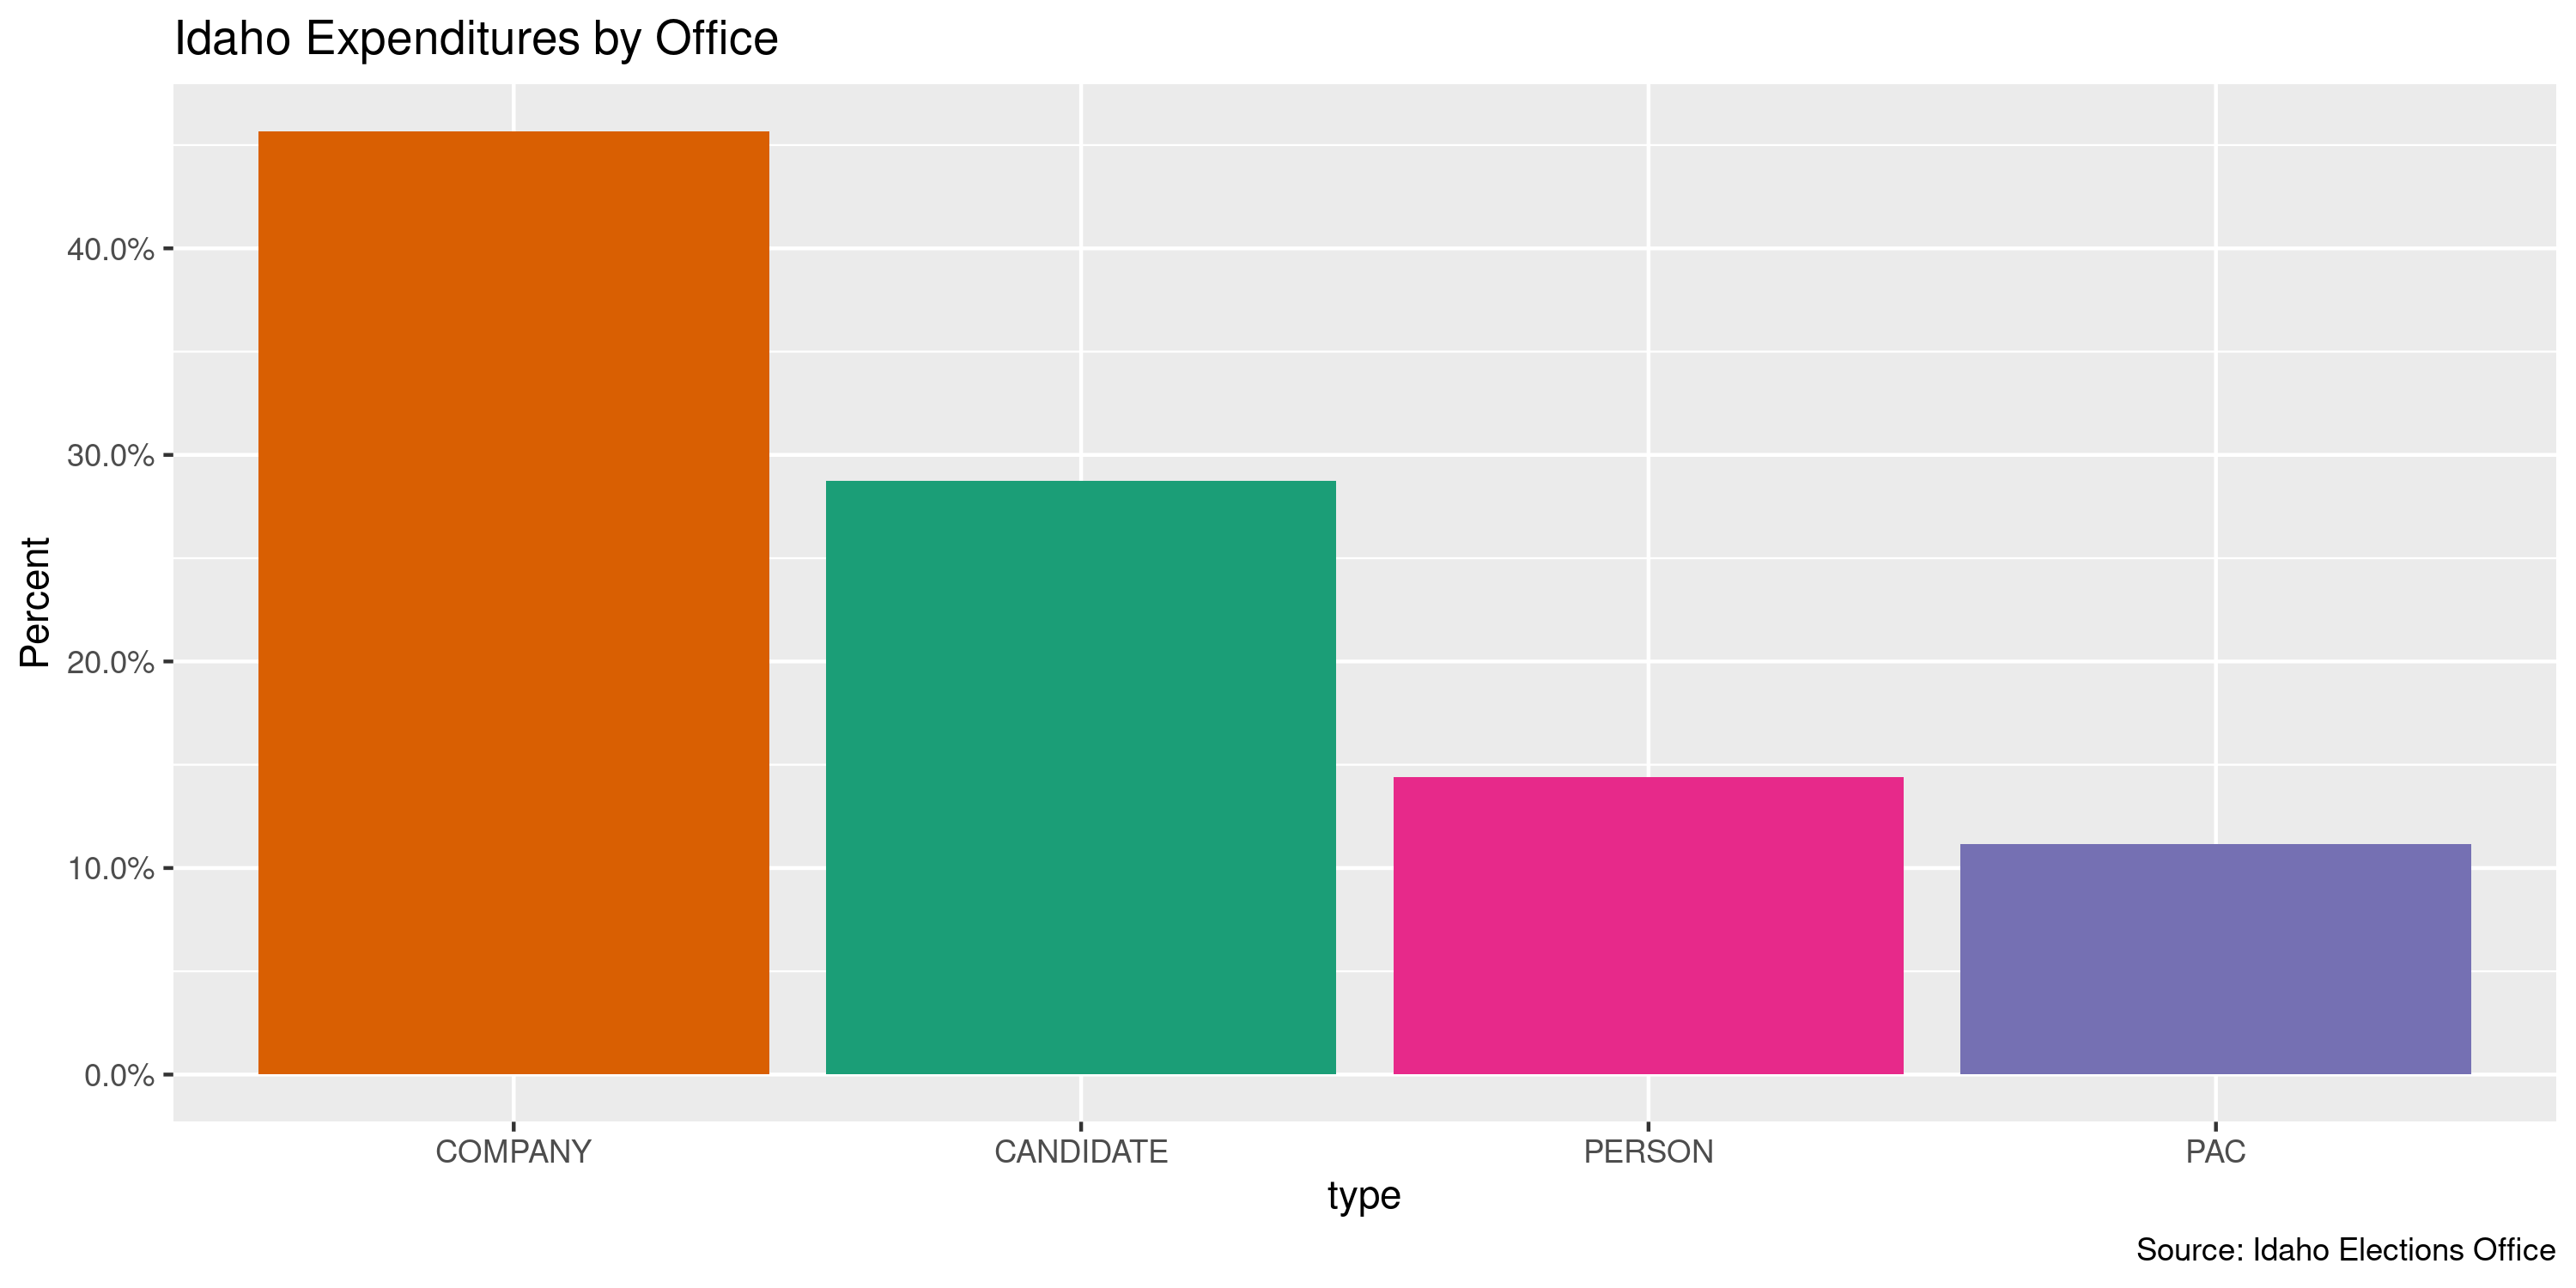 Idaho Expenditures by Office
Percent
40.0%
30.0%
20.0%
10.0%
0.0%
COMPANY CANDIDATE PERSON PAC
type
Source: Idaho Elections Office